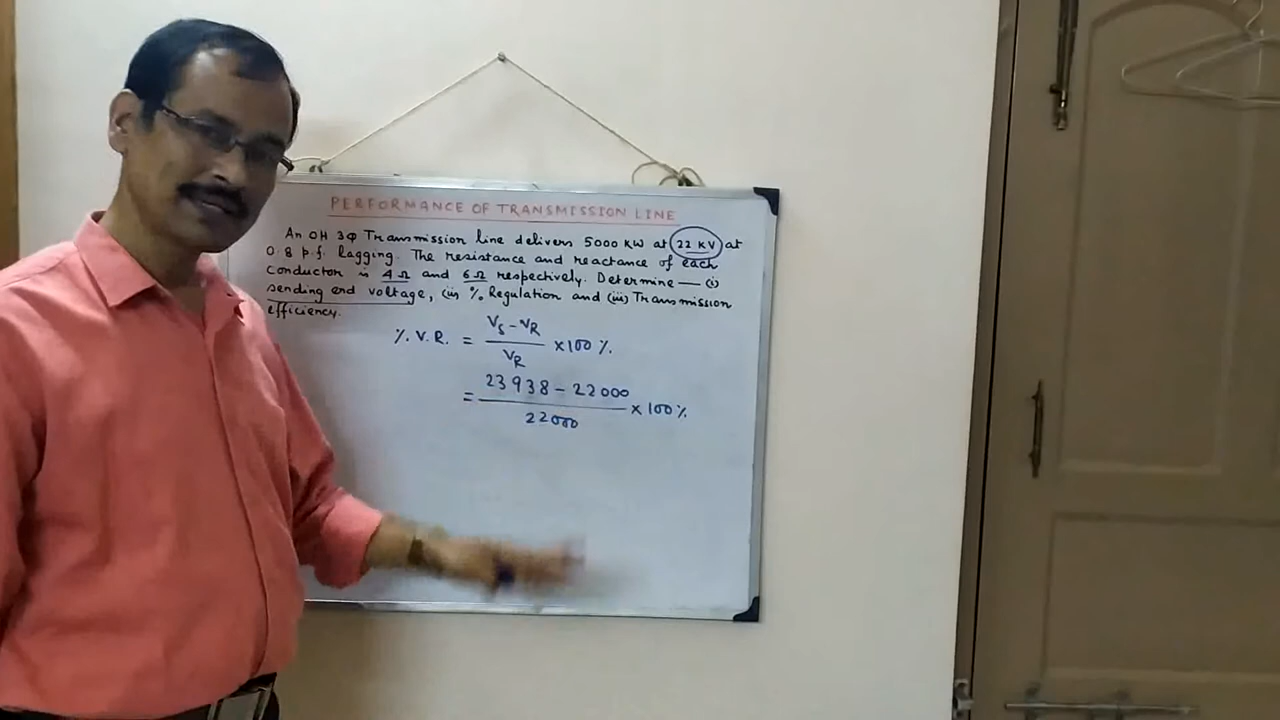 PERFORMANCE OF TRANSMISSION LINE
An OH 3φ Transmission line delivers 5000 KW at 22 KV at
0.8 p.f. lagging. The resistance and reactance of each
conductor is 4 Ω and 6 Ω respectively. Determine — (i)
sending end voltage, (ii) % Regulation and (iii) Transmission
efficiency.
% V.R. = (V_S - V_R) / V_R × 100 %.
= (23938 - 22000) / 22000 × 100 %